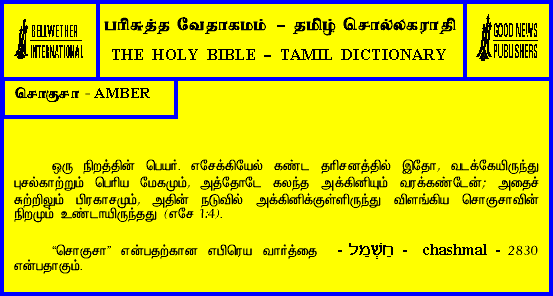 BELLWETHER
INTERNATIONAL
பரிசுத்த வேதாகமம் – தமிழ் சொல்லகராதி
THE HOLY BIBLE – TAMIL DICTIONARY
GOOD NEWS
PUBLISHERS
சொகுசா - AMBER
ஒரு நிறத்தின் பெயர். எசேக்கியேல் கண்ட தரிசனத்தில் இதோ, வடக்கேயிருந்து
புசல்காற்றும் பெரிய மேகமும், அத்தோடே கலந்த அக்கினியும் வரக்கண்டேன்; அதைச்
சுற்றிலும் பிரகாசமும், அதின் நடுவில் அக்கினிக்குள்ளிருந்து விளங்கிய சொகுசாவின்
நிறமும் உண்டாயிருந்தது (எசே 1:4).
“சொகுசா” என்பதற்கான எபிரெய வார்த்தை - חַשְׁמַל - chashmal - 2830
என்பதாகும்.